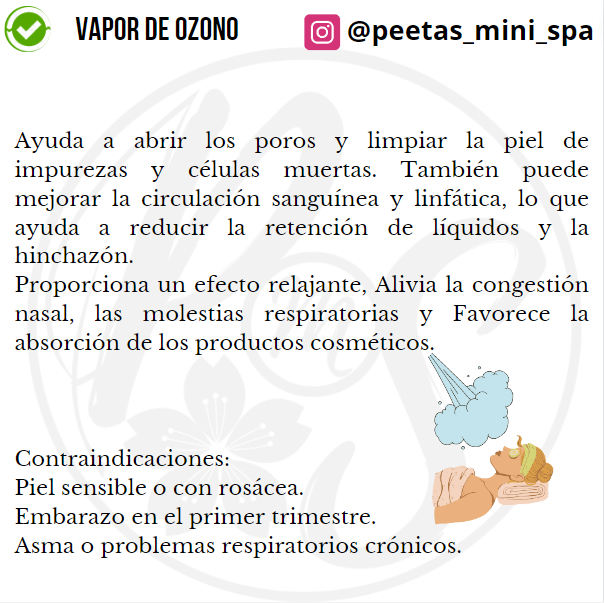 VAPOR DE OZONO
@peetas_mini_spa
Ayuda a abrir los poros y limpiar la piel de
impurezas y células muertas. También puede
mejorar la circulación sanguínea y linfática, lo que
ayuda a reducir la retención de líquidos y la
hinchazón.
Proporciona un efecto relajante, Alivia la congestión
nasal, las molestias respiratorias y Favorece la
absorción de los productos cosméticos.
Contraindicaciones:
Piel sensible o con rosácea.
Embarazo en el primer trimestre.
Asma o problemas respiratorios crónicos.
PmS